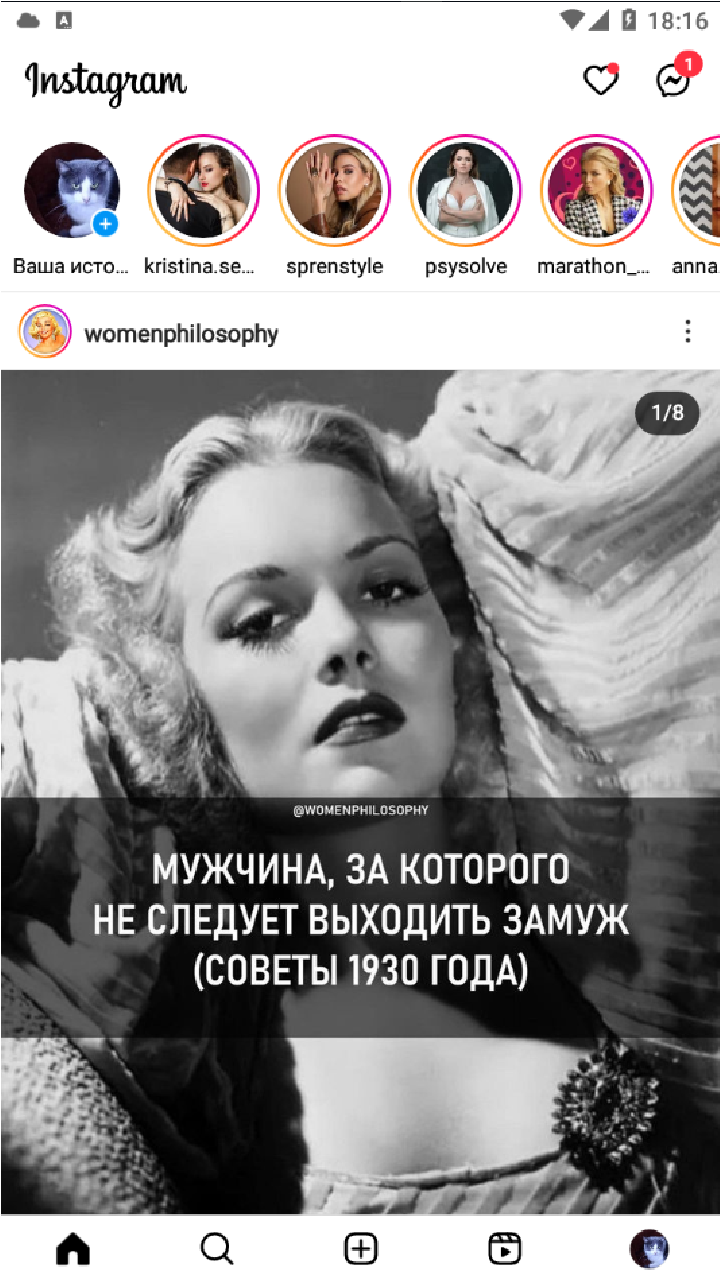 18:16
Instagram
1
Ваша исто...
kristina.se...
sprenstyle
psysolve
marathon_...
anna.
womenphilosophy
1/8
@WOMENPHILOSOPHY
МУЖЧИНА, ЗА КОТОРОГО
НЕ СЛЕДУЕТ ВЫХОДИТЬ ЗАМУЖ
(СОВЕТЫ 1930 ГОДА)